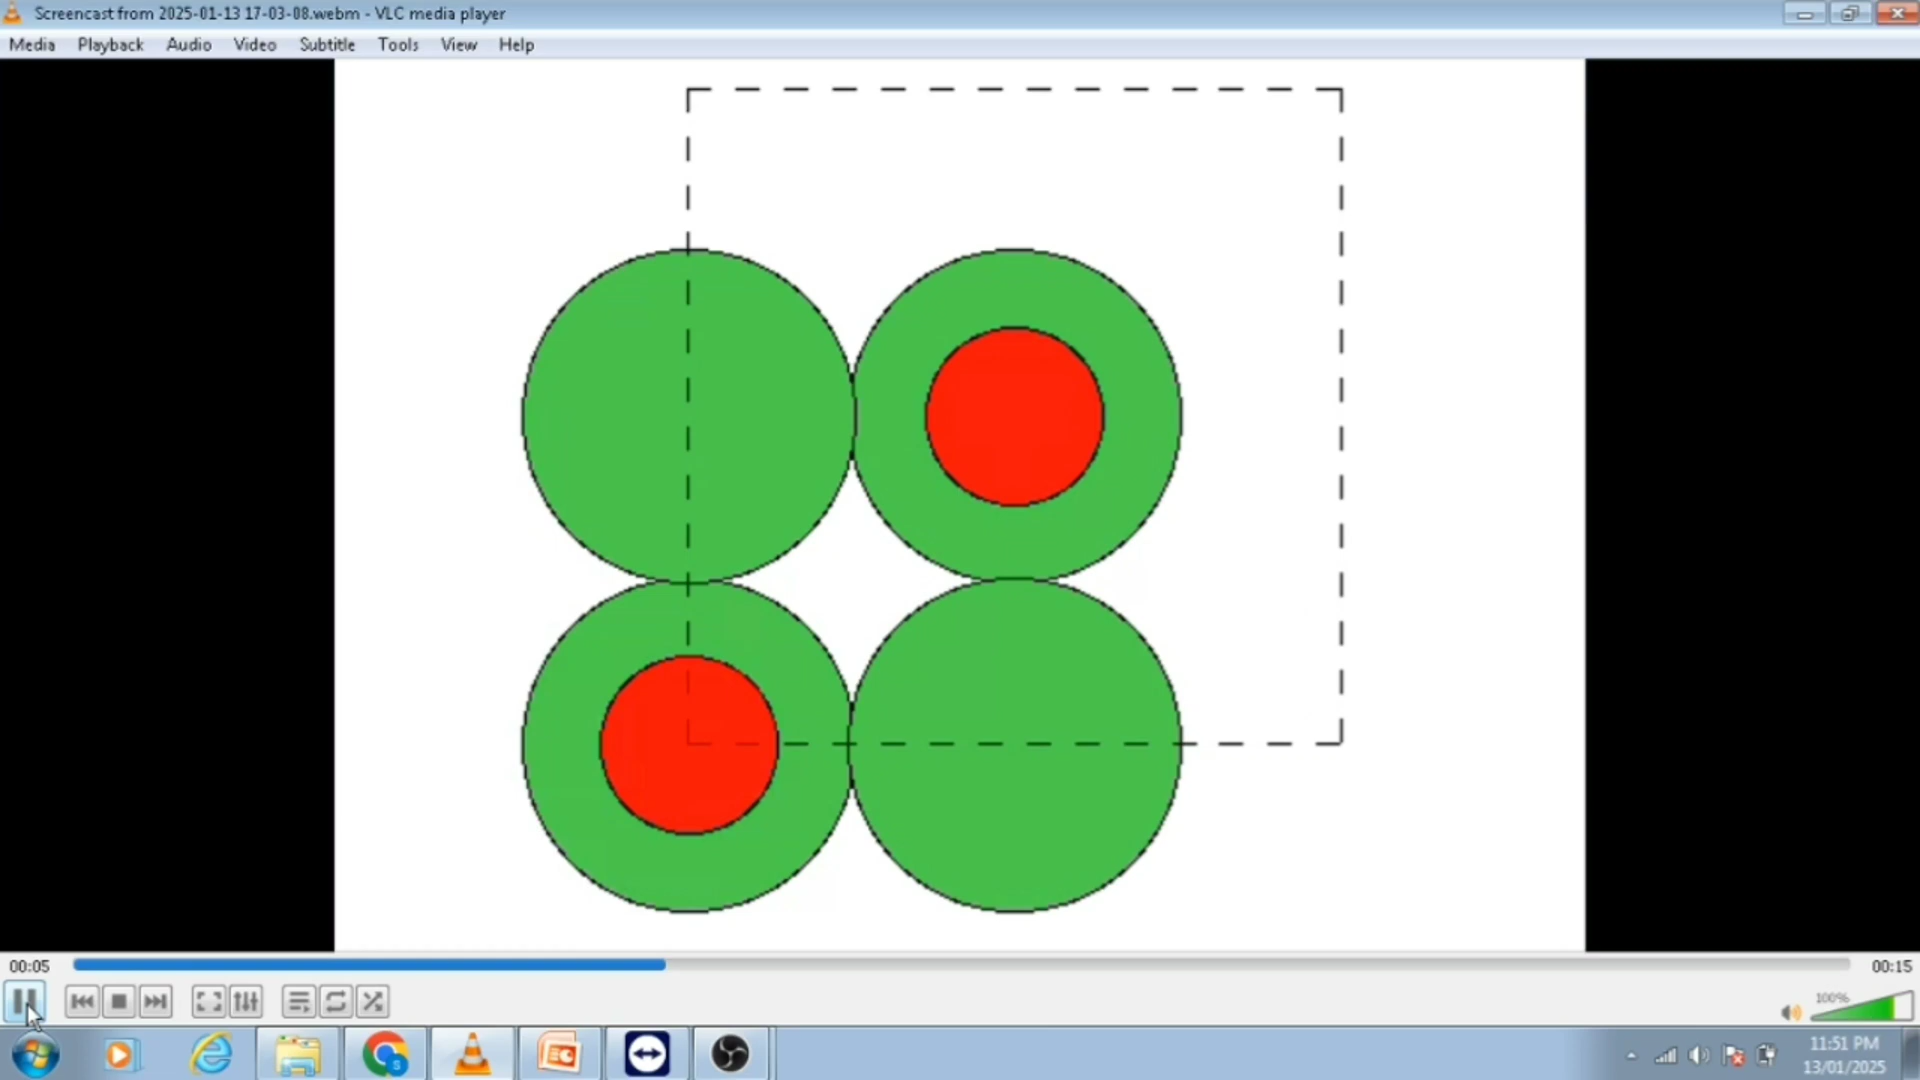 Screencast from 2025-01-13 17-03-08.webm - VLC media player
Media Playback Audio Video Subtitle Tools View Help
00:05
00:15
100%
11:51 PM
13/01/2025